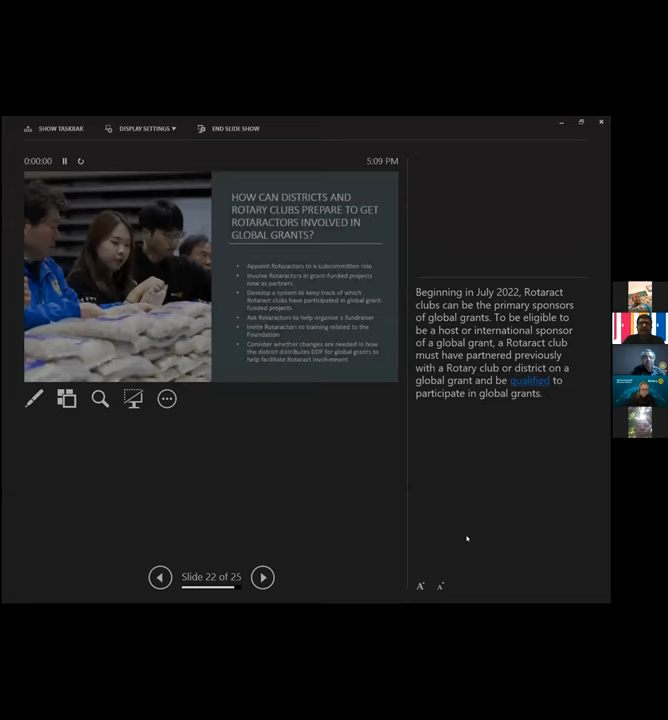 SHOW TASKBAR
DISPLAY SETTINGS ▾
END SLIDE SHOW
0:00:00
5:09 PM
HOW CAN DISTRICTS AND
ROTARY CLUBS PREPARE TO GET
ROTARACTORS INVOLVED IN
GLOBAL GRANTS?
• Appoint Rotaractors to a subcommittee role
• Involve Rotaractors in grant-funded projects
now as partners
• Develop a system to keep track of which
Rotaract clubs have participated in global grant-
funded projects
• Ask Rotaractors to help organize a fundraiser
• Invite Rotaractors to training related to the
Foundation
• Consider whether changes are needed in how
the district distributes DDF for global grants to
help facilitate Rotaract involvement
Beginning in July 2022, Rotaract
clubs can be the primary sponsors
of global grants. To be eligible to
be a host or international sponsor
of a global grant, a Rotaract club
must have partnered previously
with a Rotary club or district on a
global grant and be qualified to
participate in global grants.
Slide 22 of 25
A
A
Rotary